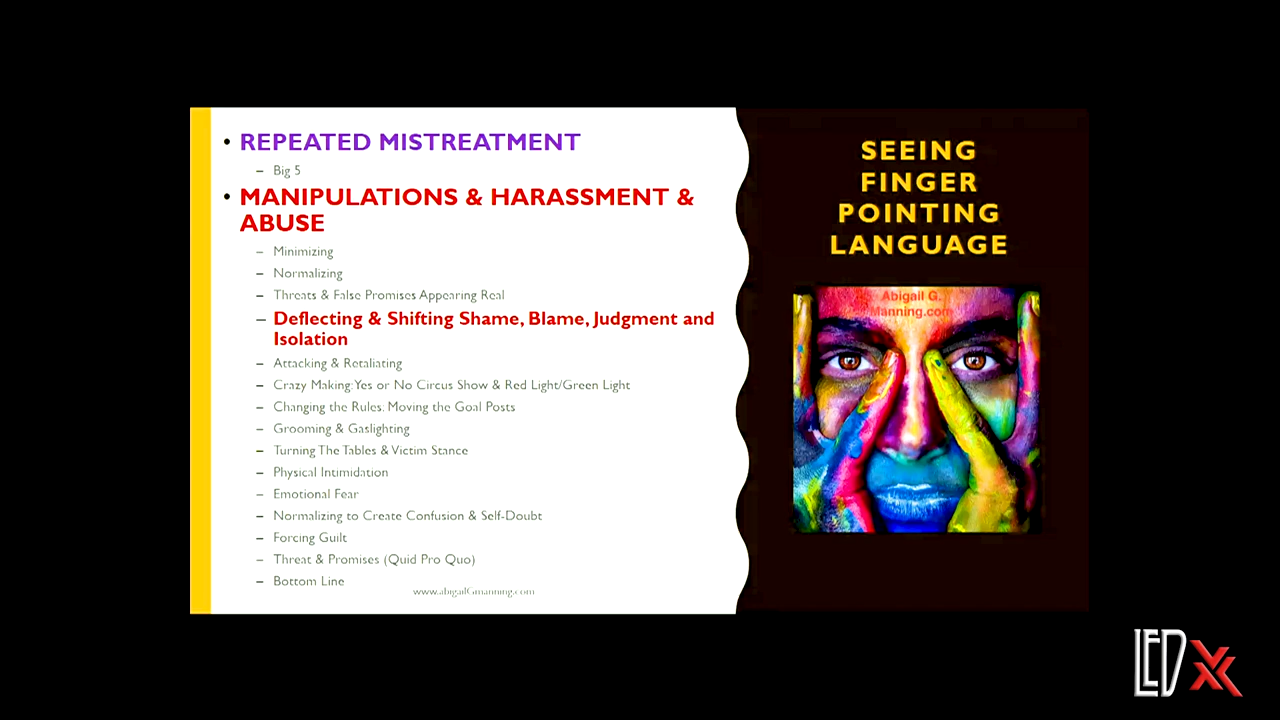 • REPEATED MISTREATMENT
– Big 5
• MANIPULATIONS & HARASSMENT &
ABUSE
– Minimizing
– Normalizing
– Threats & False Promises Appearing Real
– Deflecting & Shifting Shame, Blame, Judgment and
Isolation
– Attacking & Retaliating
– Crazy Making: Yes or No Circus Show & Red Light/Green Light
– Changing the Rules: Moving the Goal Posts
– Grooming & Gaslighting
– Turning The Tables & Victim Stance
– Physical Intimidation
– Emotional Fear
– Normalizing to Create Confusion & Self-Doubt
– Forcing Guilt
– Threat & Promises (Quid Pro Quo)
– Bottom Line
www.abigailGmanning.com
SEEING
FINGER
POINTING
LANGUAGE
Abigail G.
Manning.com
LEDXX